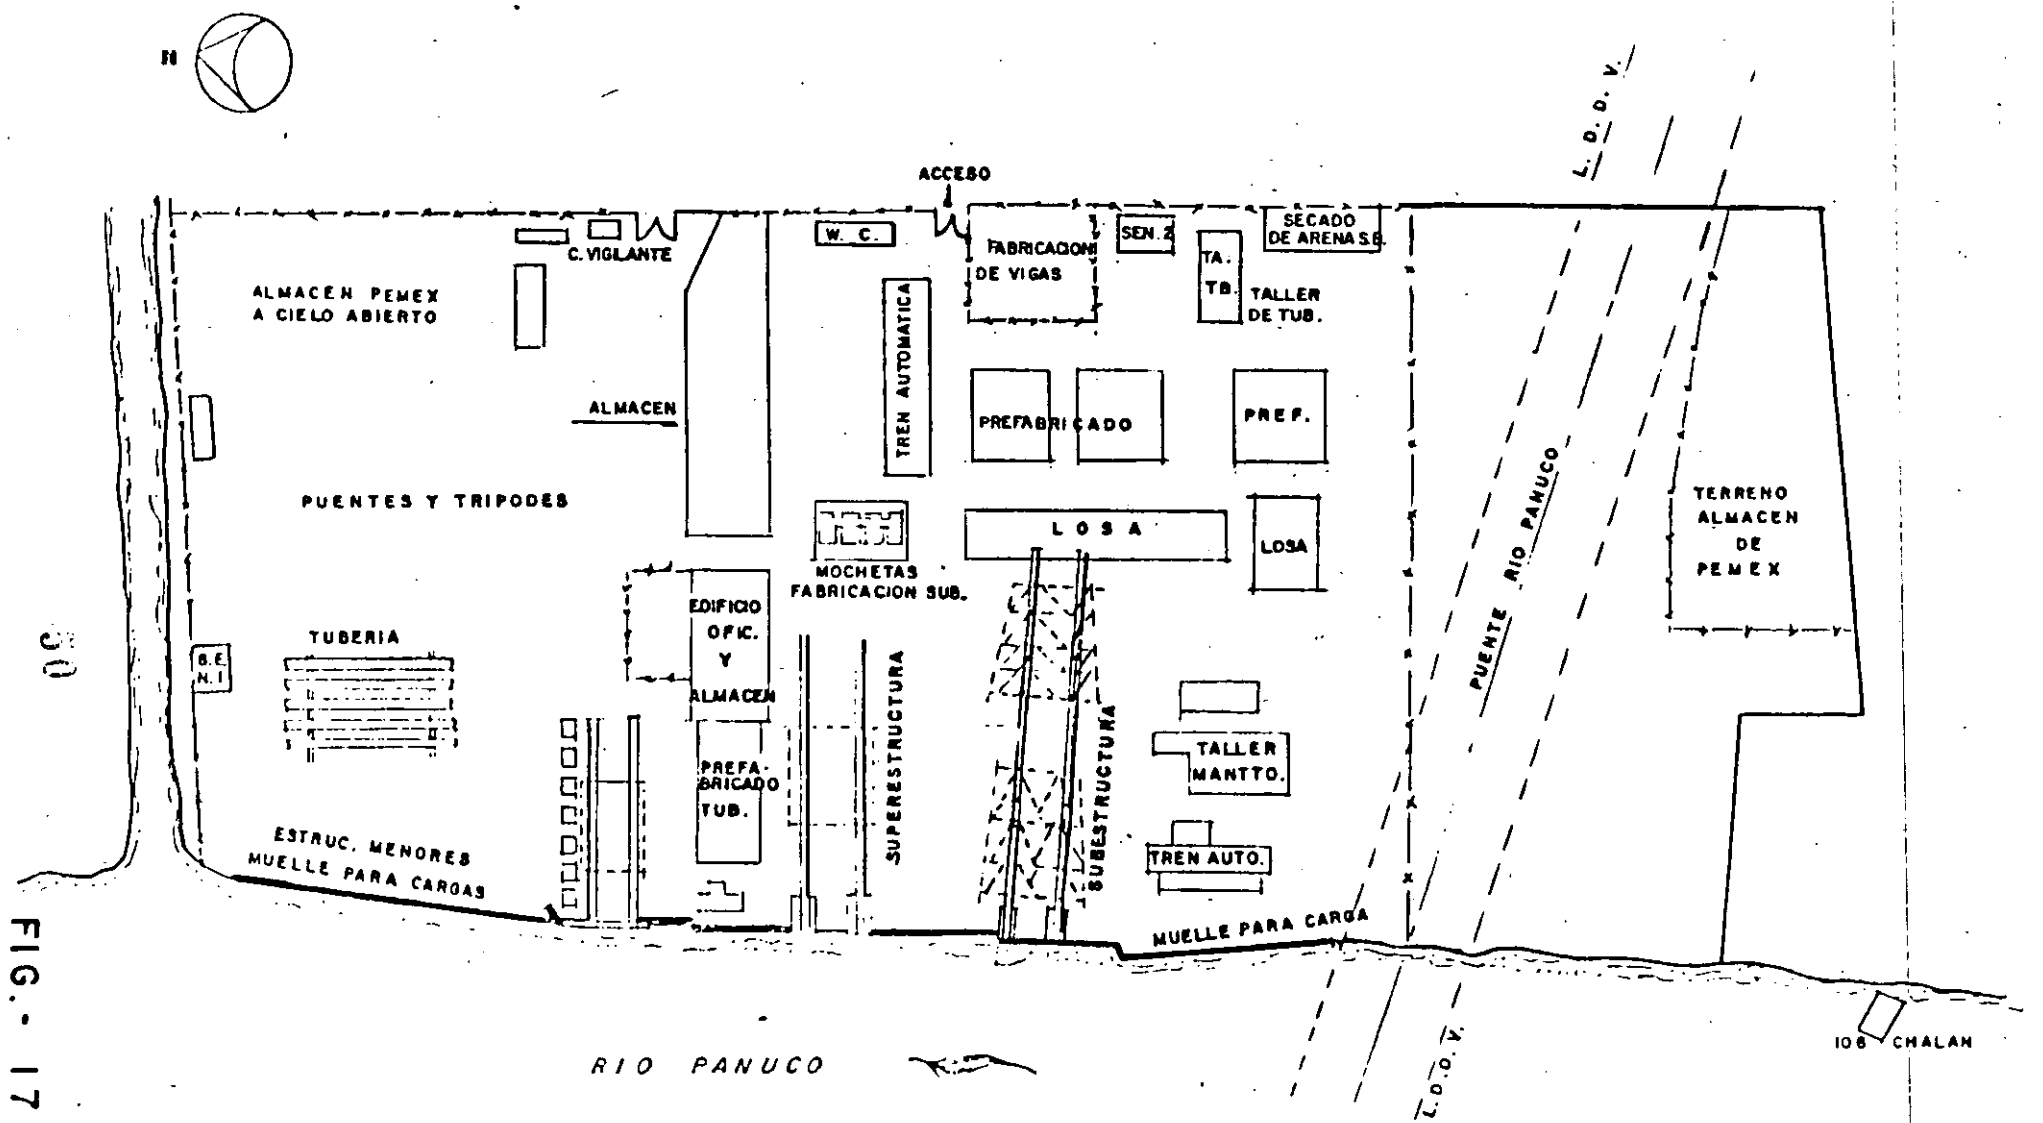 N
L. D. D. V.
ACCESO
C. VIGLANTE
W. C.
FABRICACION
DE VIGAS
SEN. 2
SECADO
DE ARENA S.E.
TA.
TB.
TALLER
DE TUB.
ALMACEN PEMEX
A CIELO ABIERTO
ALMACEN
TREN AUTOMATICA
PREFABRICADO
PREF.
PUENTES Y TRIPODES
LOSA
LOSA
MOCHETAS
FABRICACION SUB.
PUENTE RIO PANUCO
TERRENO
ALMACEN
DE
PEMEX
EDIFICIO
OFIC.
Y
ALMACEN
TUBERIA
N. I
SUPERESTRUCTURA
SUBESTRUCTURA
PREFA-
BRICADO
TUB.
TALLER
MANTTO.
TREN AUTO.
ESTRUC. MENORES
MUELLE PARA CARGAS
MUELLE PARA CARGA
RIO PANUCO
L. D. D. V.
106 CHALAN
50
FIG.- 17